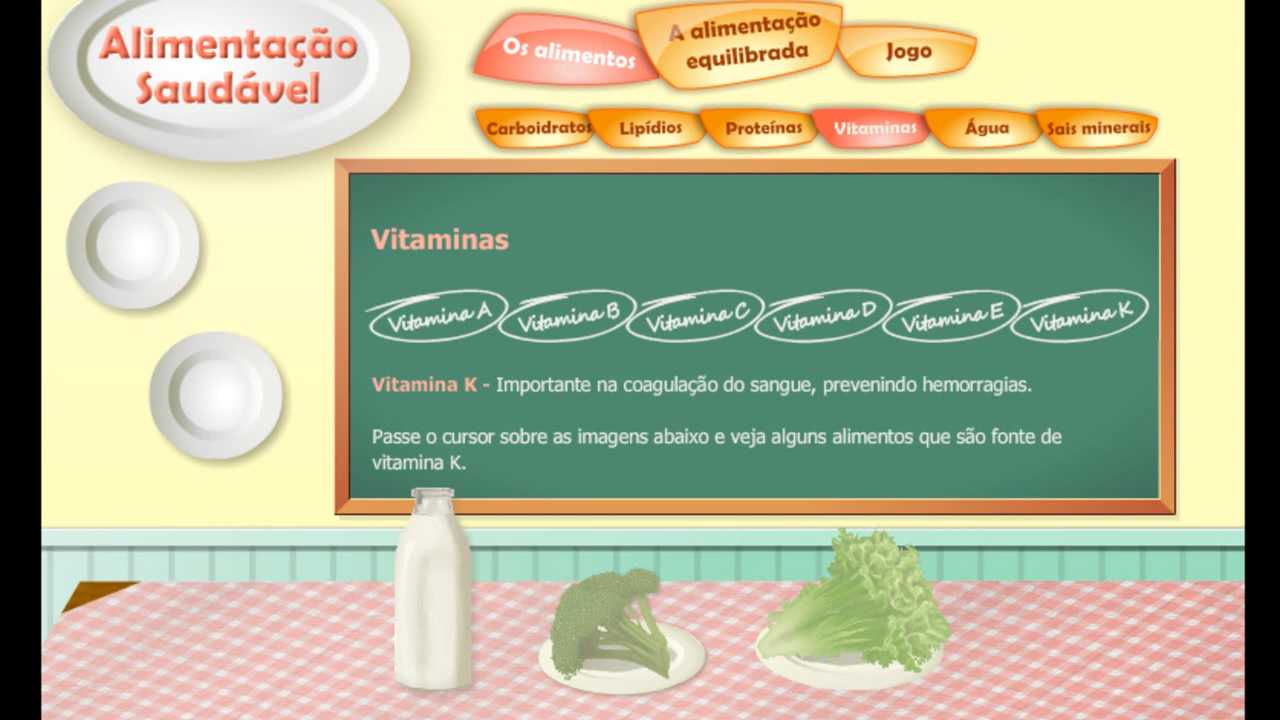 Alimentação
Saudável
Os alimentos
A alimentação
equilibrada
Jogo
Carboidratos
Lipídios
Proteínas
Vitaminas
Água
Sais minerais
Vitaminas
Vitamina A
Vitamina B
Vitamina C
Vitamina D
Vitamina E
Vitamina K
Vitamina K - Importante na coagulação do sangue, prevenindo hemorragias.
Passe o cursor sobre as imagens abaixo e veja alguns alimentos que são fonte de
vitamina K.